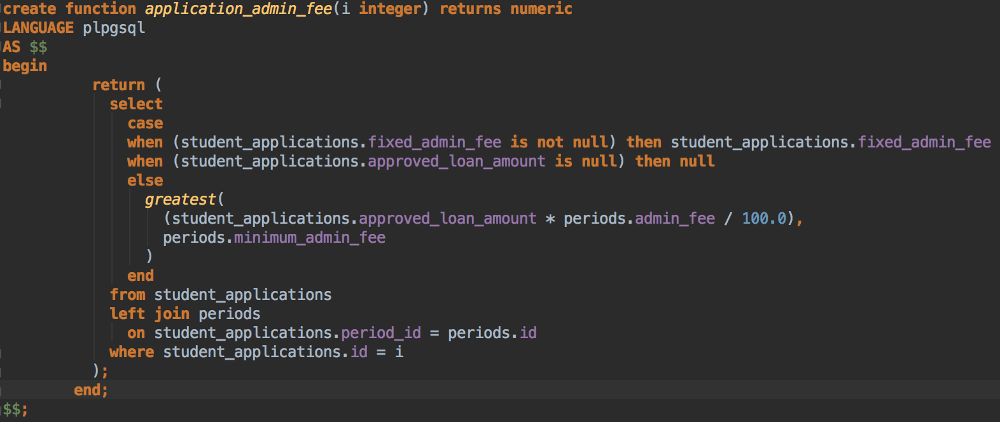 create function application_admin_fee(i integer) returns numeric
LANGUAGE plpgsql
AS $$
begin
return (
select
case
when (student_applications.fixed_admin_fee is not null) then student_applications.fixed_admin_fee
when (student_applications.approved_loan_amount is null) then null
else
greatest(
(student_applications.approved_loan_amount * periods.admin_fee / 100.0),
periods.minimum_admin_fee
)
end
from student_applications
left join periods
on student_applications.period_id = periods.id
where student_applications.id = i
);
end;
$$;